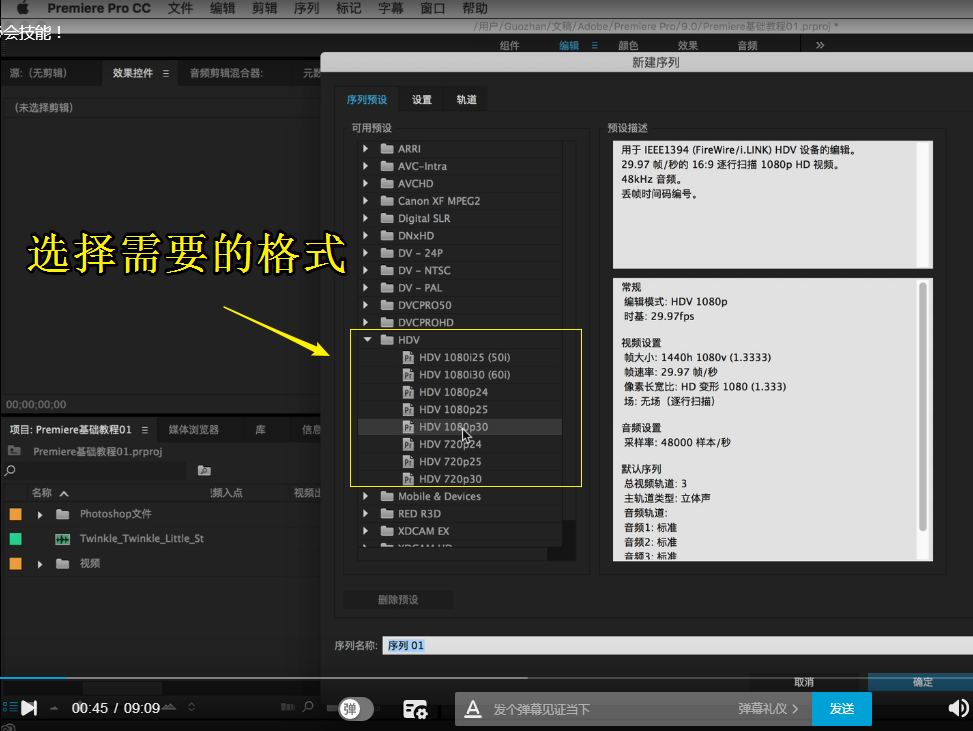 Premiere Pro CC 文件 编辑 剪辑 序列 标记 字幕 窗口 帮助
/用户/Guozhan/文稿/Adobe/Premiere Pro/9.0/Premiere基础教程01.prproj *
会技能！
组件 编辑 颜色 效果 音频
新建序列
源: (无剪辑) 效果控件 音频剪辑混合器: 元数
(未选择剪辑)
序列预设 设置 轨道
可用预设
ARRI
AVC-Intra
AVCHD
Canon XF MPEG2
Digital SLR
DNxHD
DV - 24P
DV - NTSC
DV - PAL
DVCPRO50
DVCPROHD
HDV
HDV 1080i25 (50i)
HDV 1080i30 (60i)
HDV 1080p24
HDV 1080p25
HDV 1080p30
HDV 720p24
HDV 720p25
HDV 720p30
Mobile & Devices
RED R3D
XDCAM EX
XDCAM HD
删除预设
预设描述
用于 IEEE1394 (FireWire/i.LINK) HDV 设备的编辑。
29.97 帧/秒的 16:9 逐行扫描 1080p HD 视频。
48kHz 音频。
丢帧时间码编号。
常规
编辑模式: HDV 1080p
时基: 29.97fps
视频设置
帧大小: 1440h 1080v (1.3333)
帧速率: 29.97 帧/秒
像素长宽比: HD 变形 1080 (1.333)
场: 无场（逐行扫描）
音频设置
采样率: 48000 样本/秒
默认序列
总视频轨道: 3
主轨道类型: 立体声
音频轨道:
音频1: 标准
音频2: 标准
音频3: 标准
选择需要的格式
00;00;00;00
项目: Premiere基础教程01 媒体浏览器 库 信息
Premiere基础教程01.prproj
名称 频入点 视频出
Photoshop文件
Twinkle_Twinkle_Little_St
视频
序列名称: 序列 01
取消 确定
00:45 / 09:09 弹 发个弹幕见证当下 弹幕礼仪 发送